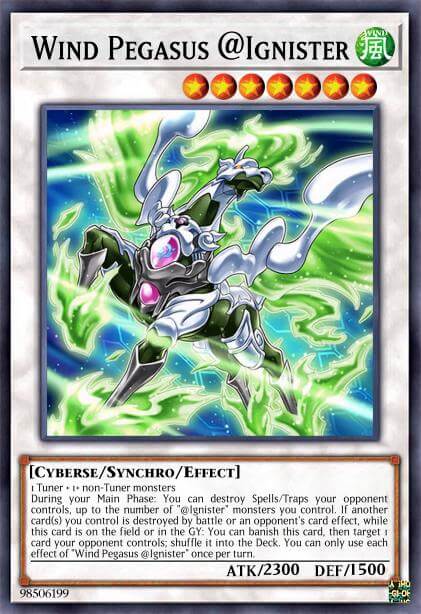 WIND PEGASUS @IGNISTER
WIND
風
[CYBERSE/SYNCHRO/EFFECT]
1 Tuner + 1+ non-Tuner monsters
During your Main Phase: You can destroy Spells/Traps your opponent
controls, up to the number of "@Ignister" monsters you control. If another
card(s) you control is destroyed by battle or an opponent's card effect, while
this card is on the field or in the GY: You can banish this card, then target 1
card your opponent controls; shuffle it into the Deck. You can only use each
effect of "Wind Pegasus @Ignister" once per turn.
ATK/2300 DEF/1500
98506199